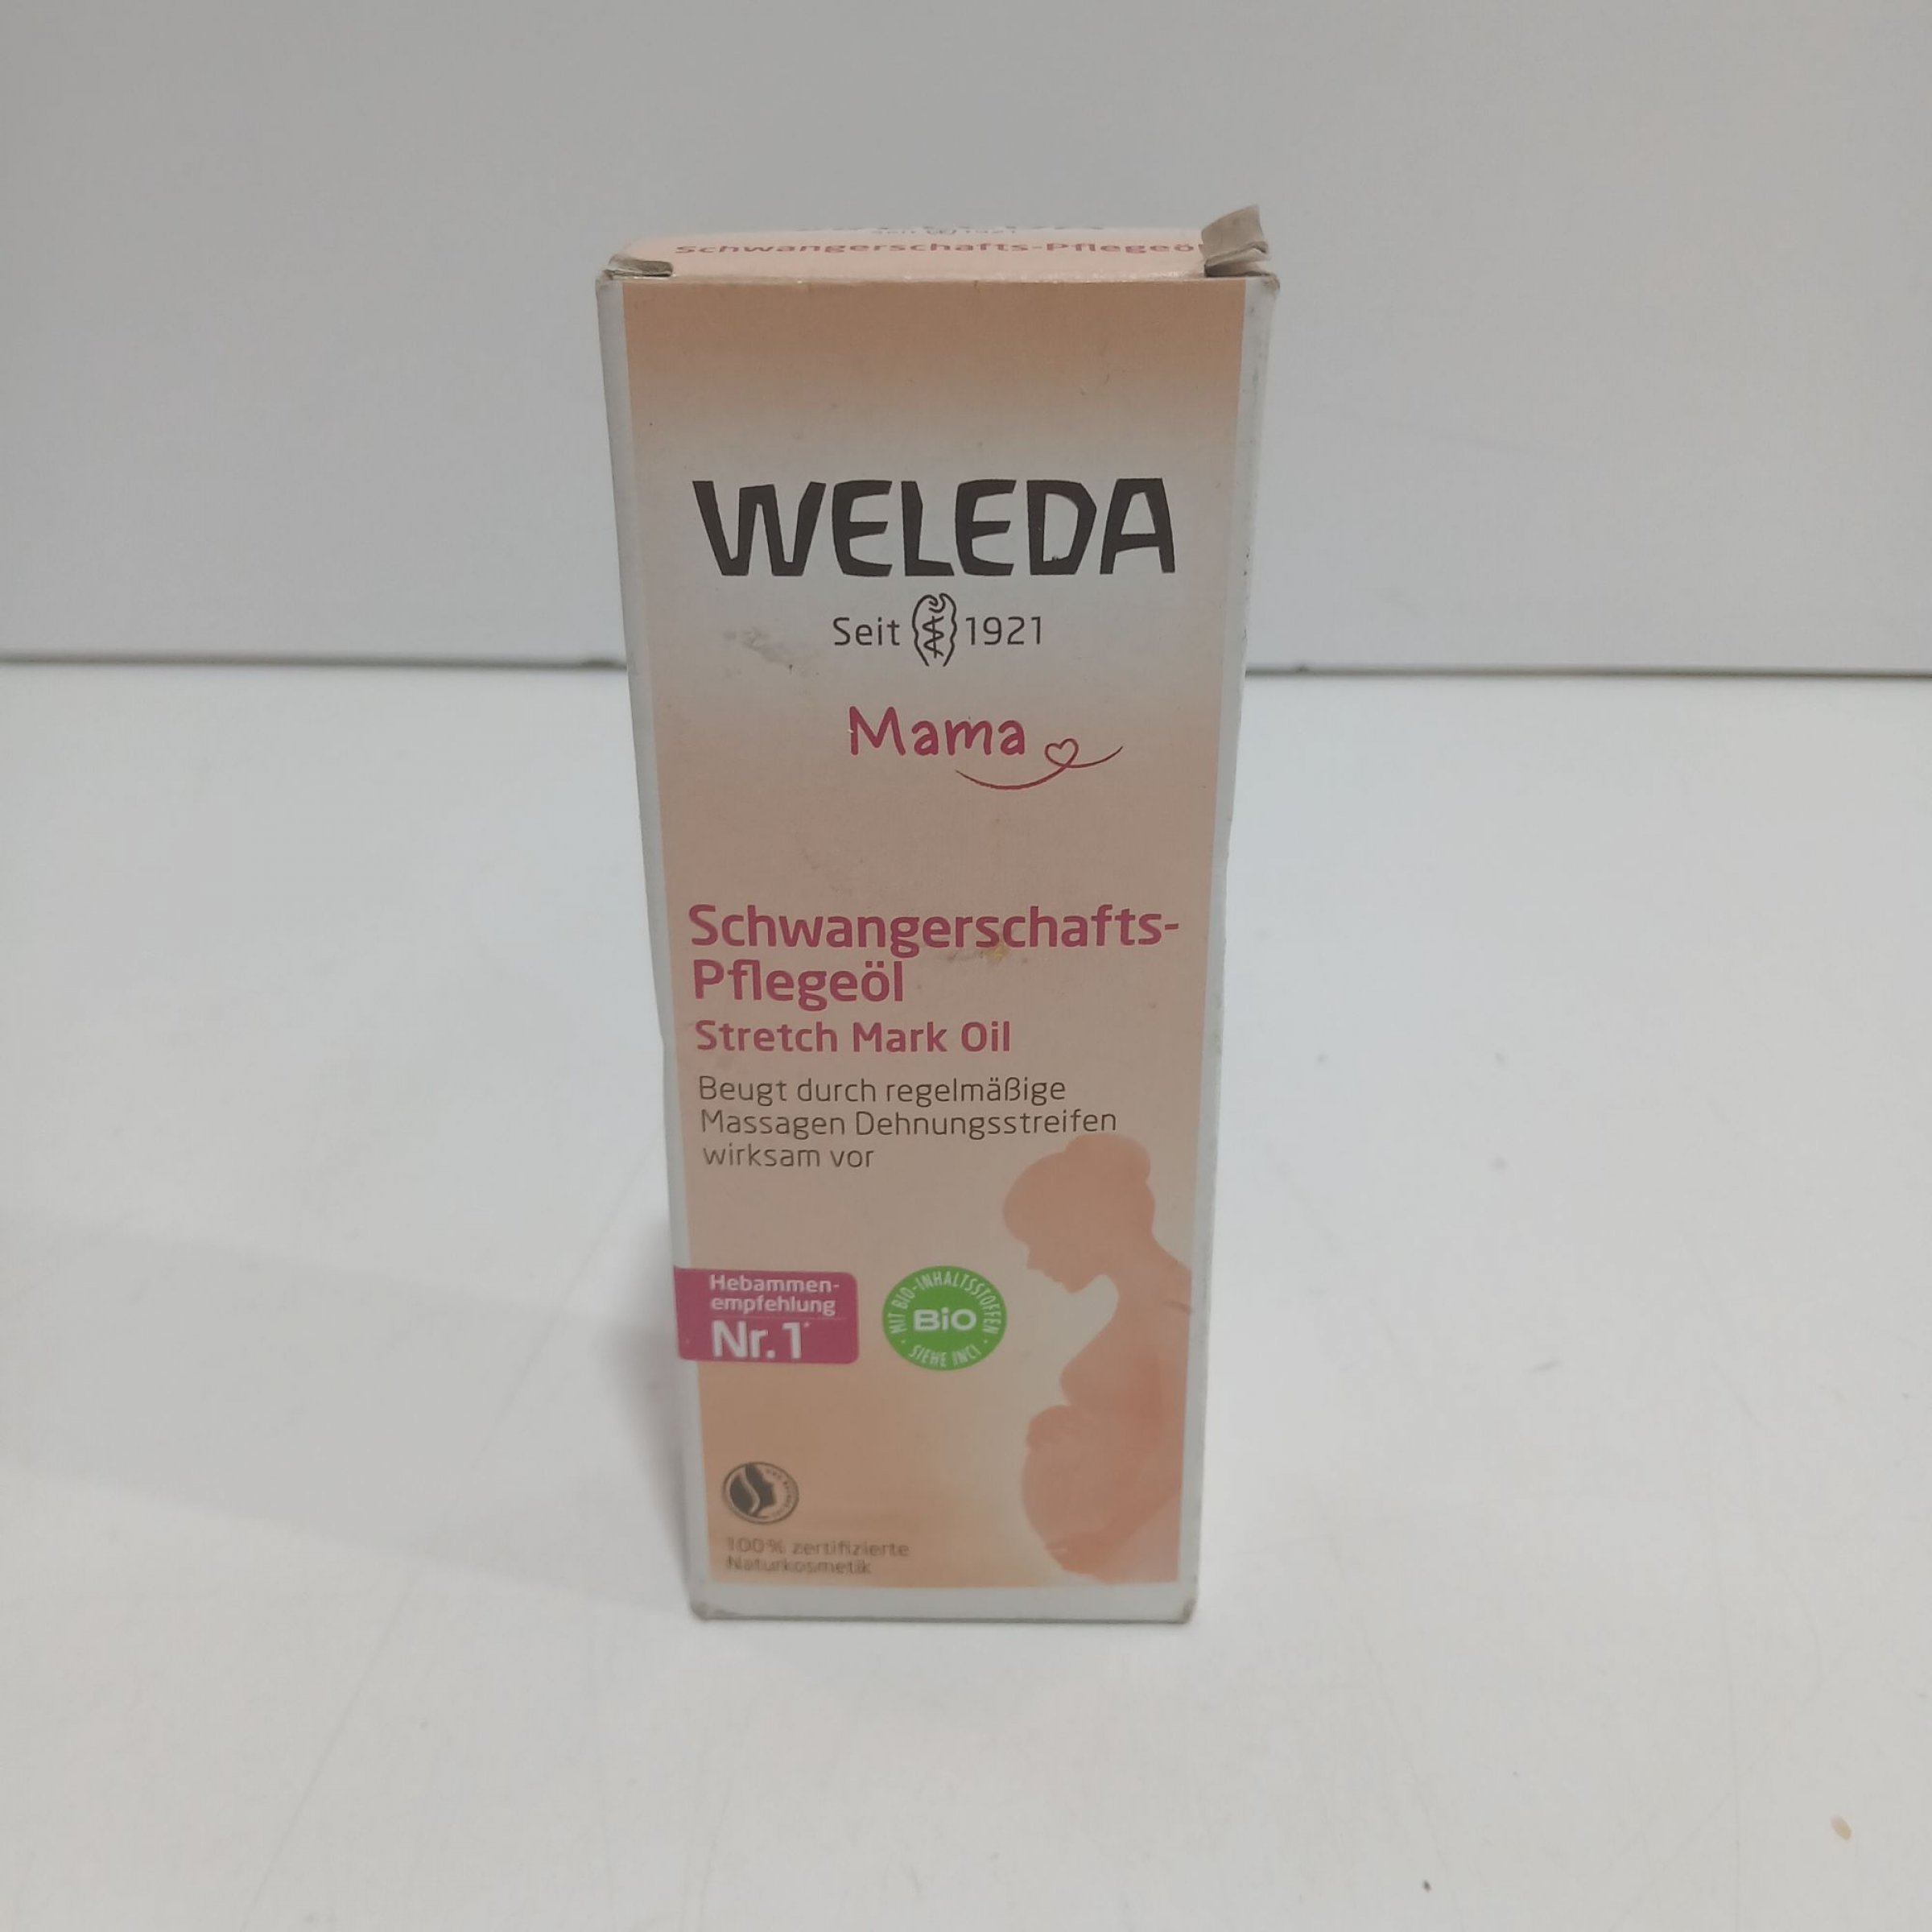 Schwangerschafts-Pflegeö
WELEDA
Seit 1921
Mama
Schwangerschafts-
Pflegeöl
Stretch Mark Oil
Beugt durch regelmäßige
Massagen Dehnungsstreifen
wirksam vor
Hebammen-
empfehlung
Nr.1*
MIT BIO-INHALTSSTOFFEN
BiO
SIEHE INCI
100% zertifizierte
Naturkosmetik